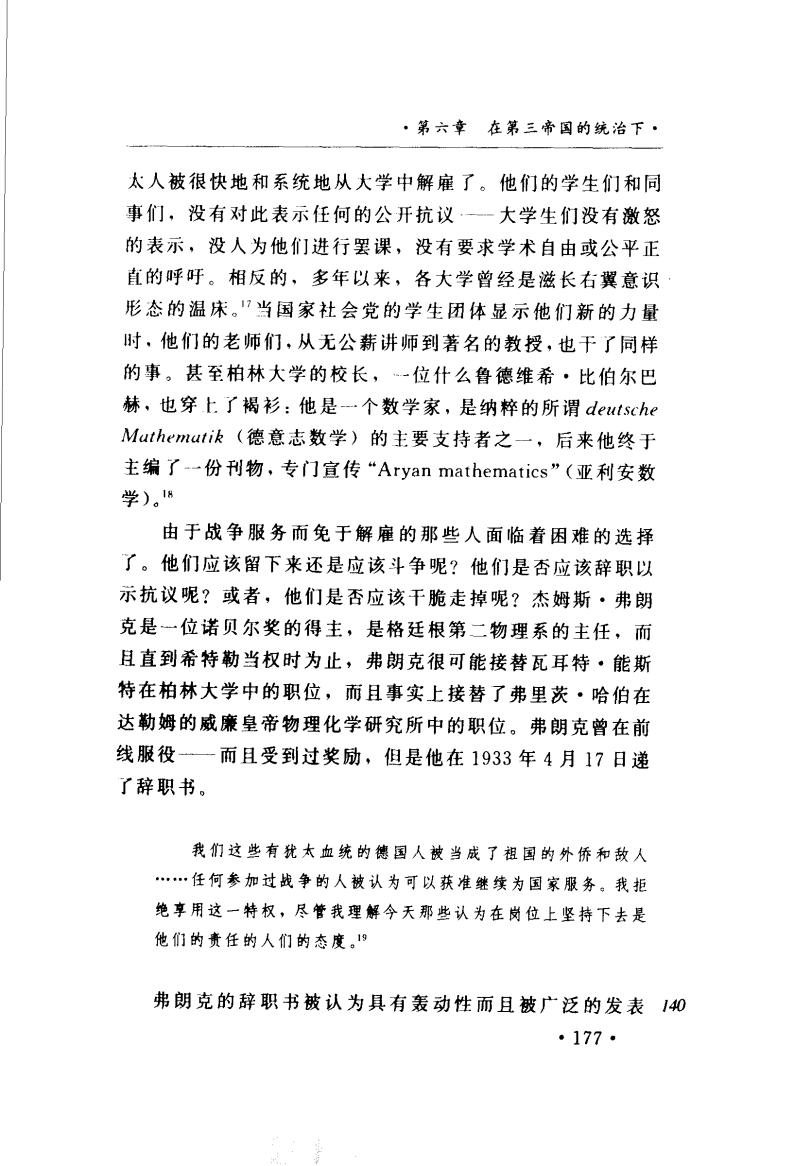 ·第六章 在第三帝国的统治下·
太人被很快地和系统地从大学中解雇了。他们的学生们和同
事们，没有对此表示任何的公开抗议——大学生们没有激怒
的表示，没人为他们进行罢课，没有要求学术自由或公平正
直的呼吁。相反的，多年以来，各大学曾经是滋长右翼意识
形态的温床。17当国家社会党的学生团体显示他们新的力量
时，他们的老师们，从无公薪讲师到著名的教授，也干了同样
的事。甚至柏林大学的校长，一位什么鲁德维希·比伯尔巴
赫，也穿上了褐衫：他是一个数学家，是纳粹的所谓 deutsche
Mathematik（德意志数学）的主要支持者之一，后来他终于
主编了一份刊物，专门宣传“Aryan mathematics”（亚利安数
学）。18
由于战争服务而免于解雇的那些人面临着困难的选择
了。他们应该留下来还是应该斗争呢？他们是否应该辞职以
示抗议呢？或者，他们是否应该干脆走掉呢？杰姆斯·弗朗
克是一位诺贝尔奖的得主，是格廷根第二物理系的主任，而
且直到希特勒当权时为止，弗朗克很可能接替瓦耳特·能斯
特在柏林大学中的职位，而且事实上接替了弗里茨·哈伯在
达勒姆的威廉皇帝物理化学研究所中的职位。弗朗克曾在前
线服役——而且受到过奖励，但是他在 1933 年 4 月 17 日递
了辞职书。
我们这些有犹太血统的德国人被当成了祖国的外侨和敌人
……任何参加过战争的人被认为可以获准继续为国家服务。我拒
绝享用这一特权，尽管我理解今天那些认为在岗位上坚持下去是
他们的责任的人们的态度。19
弗朗克的辞职书被认为具有轰动性而且被广泛的发表 140
·177·